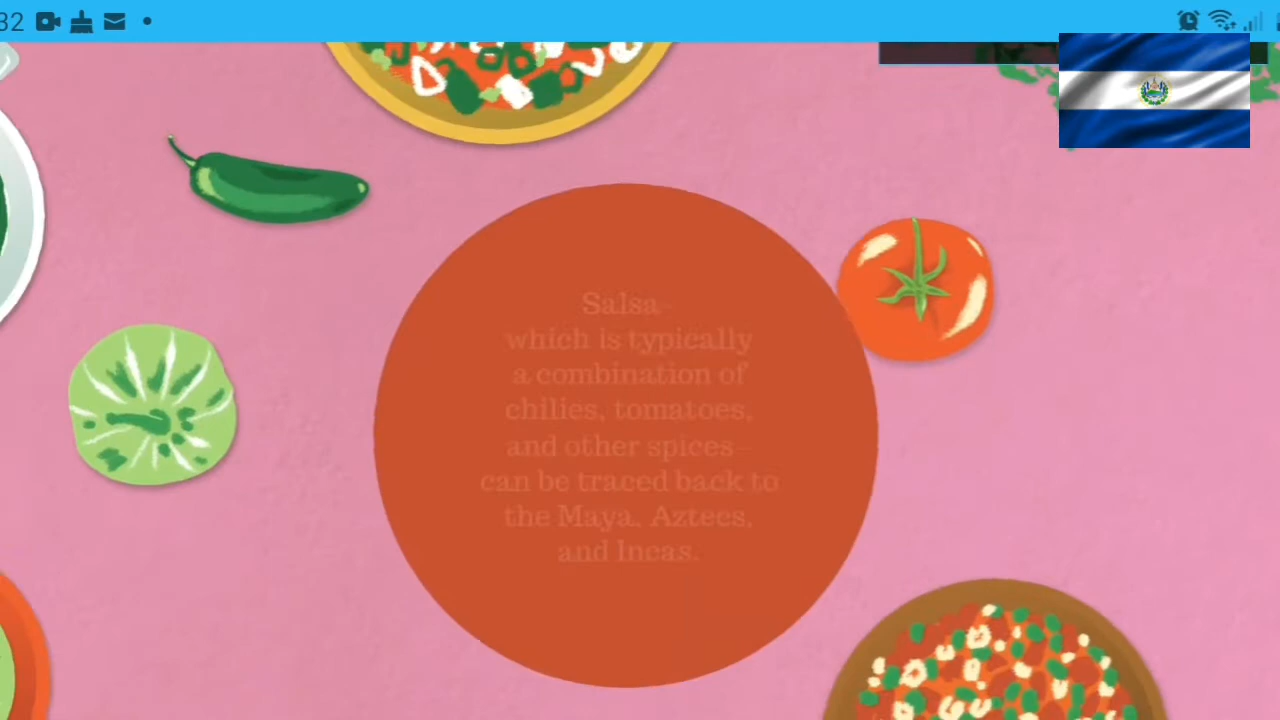 32
Salsa–
which is typically
a combination of
chilies, tomatoes,
and other spices–
can be traced back to
the Maya, Aztecs,
and Incas.